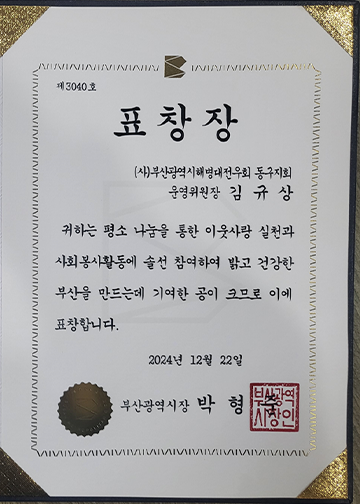 제3040호
표창장
(사)부산광역시해병대전우회 동구지회
운영위원장 김규상
귀하는 평소 나눔을 통한 이웃사랑 실천과
사회봉사활동에 솔선 참여하여 밝고 건강한
부산을 만드는데 기여한 공이 크므로 이에
표창합니다.
2024년 12월 22일
부산광역시장 박 형
부산광역
시장인